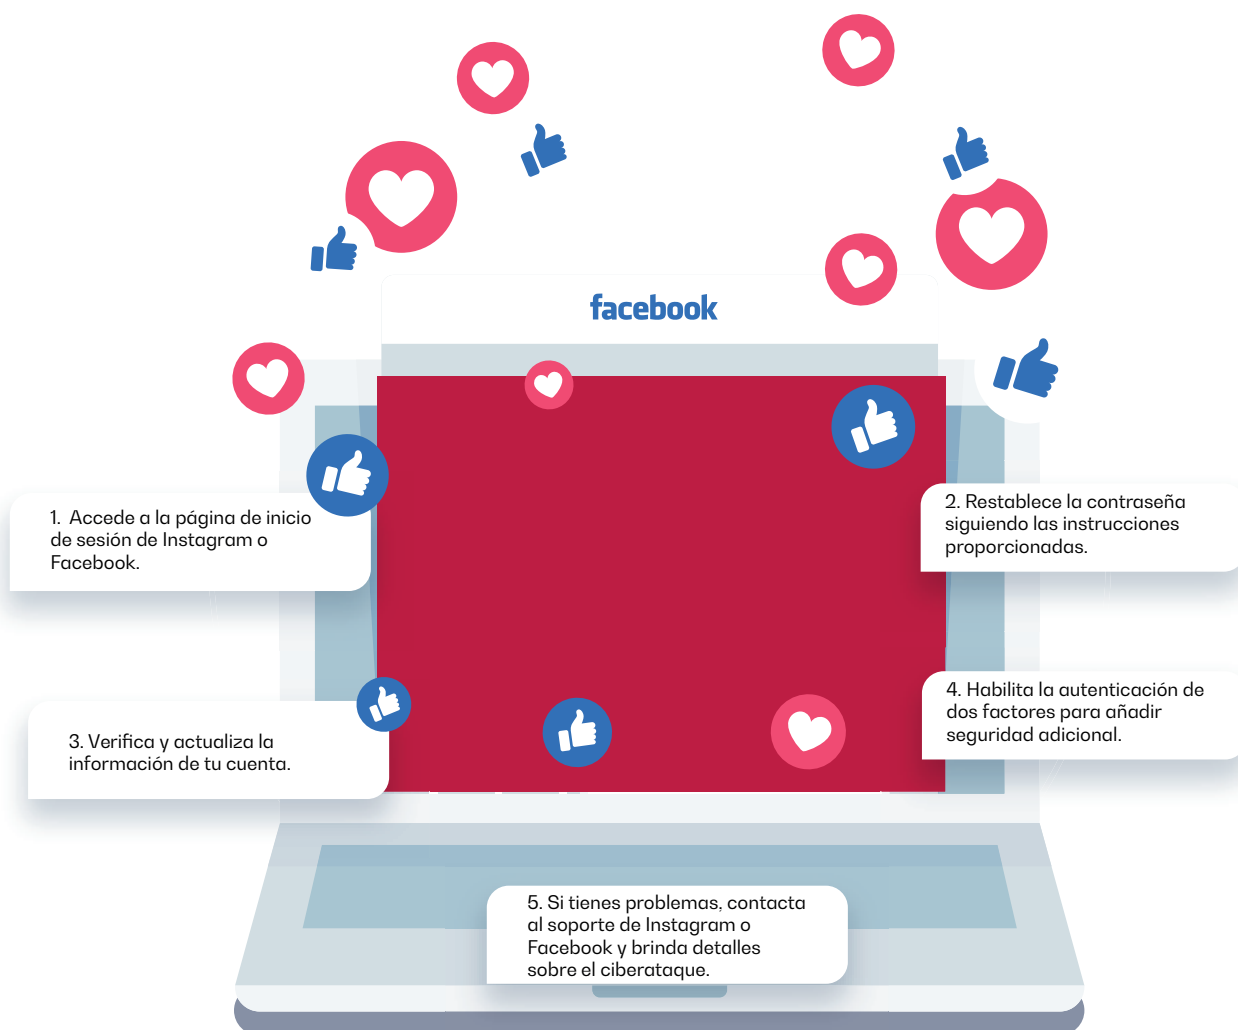 facebook
1. Accede a la página de inicio
de sesión de Instagram o
Facebook.
2. Restablece la contraseña
siguiendo las instrucciones
proporcionadas.
3. Verifica y actualiza la
información de tu cuenta.
4. Habilita la autenticación de
dos factores para añadir
seguridad adicional.
5. Si tienes problemas, contacta
al soporte de Instagram o
Facebook y brinda detalles
sobre el ciberataque.